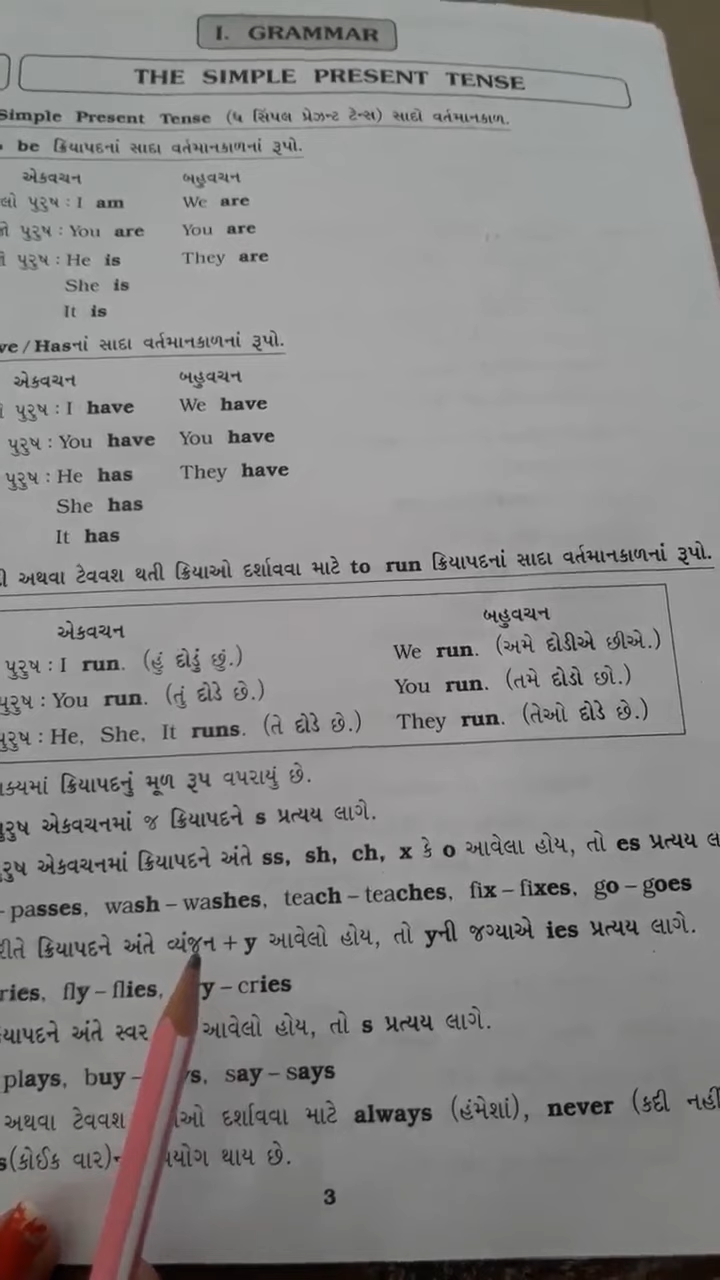 I. GRAMMAR
THE SIMPLE PRESENT TENSE
Simple Present Tense (ધ સિંપલ પ્રેઝન્ટ ટેન્સ) સાદો વર્તમાનકાળ.
be ક્રિયાપદનાં સાદા વર્તમાનકાળનાં રૂપો.
એકવચન બહુવચન
પુરુષ : I am We are
પુરુષ : You are You are
પુરુષ : He is They are
She is
It is
/ Hasનાં સાદા વર્તમાનકાળનાં રૂપો.
એકવચન બહુવચન
પુરુષ : I have We have
પુરુષ : You have You have
પુરુષ : He has They have
She has
It has
અથવા ટેવવશ થતી ક્રિયાઓ દર્શાવવા માટે to run ક્રિયાપદનાં સાદા વર્તમાનકાળનાં રૂપો.
એકવચન બહુવચન
પુરુષ : I run. (હું દોડું છું.) We run. (અમે દોડીએ છીએ.)
પુરુષ : You run. (તું દોડે છે.) You run. (તમે દોડો છો.)
પુરુષ : He, She, It runs. (તે દોડે છે.) They run. (તેઓ દોડે છે.)
ક્રિયાપદનું મૂળ રૂપ વપરાયું છે.
એકવચનમાં જ ક્રિયાપદને s પ્રત્યય લાગે.
એકવચનમાં ક્રિયાપદને અંતે ss, sh, ch, x કે o આવેલા હોય, તો es પ્રત્યય
– passes, wash – washes, teach – teaches, fix – fixes, go – goes
ક્રિયાપદને અંતે વ્યંજન + y આવેલો હોય, તો yની જગ્યાએ ies પ્રત્યય લાગે.
fly – flies, – cries
અંતે સ્વર આવેલો હોય, તો s પ્રત્યય લાગે.
plays, buy – say – says
અથવા ટેવવશ દર્શાવવા માટે always (હંમેશાં), never (કદી નહીં
(કોઈક વાર) થાય છે.
3